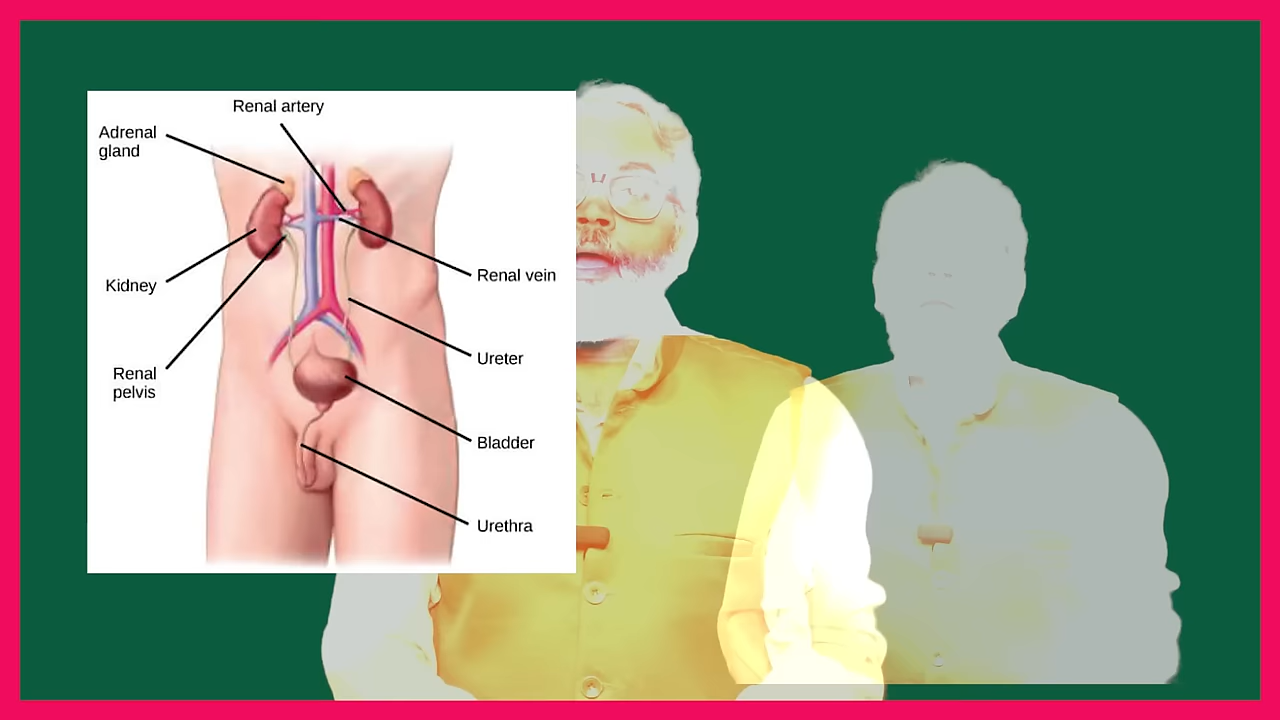 Renal artery
Adrenal
gland
Kidney
Renal vein
Ureter
Renal
pelvis
Bladder
Urethra